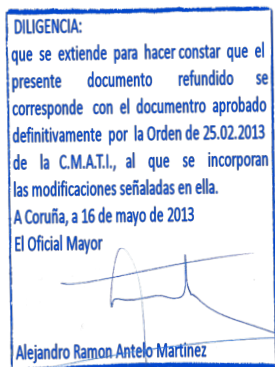 DILIGENCIA:
que se extiende para hacer constar que el
presente documento refundido se
corresponde con el documentro aprobado
definitivamente por la Orden de 25.02.2013
de la C.M.A.T.I., al que se incorporan
las modificaciones señaladas en ella.
A Coruña, a 16 de mayo de 2013
El Oficial Mayor
Alejandro Ramon Antelo Martinez